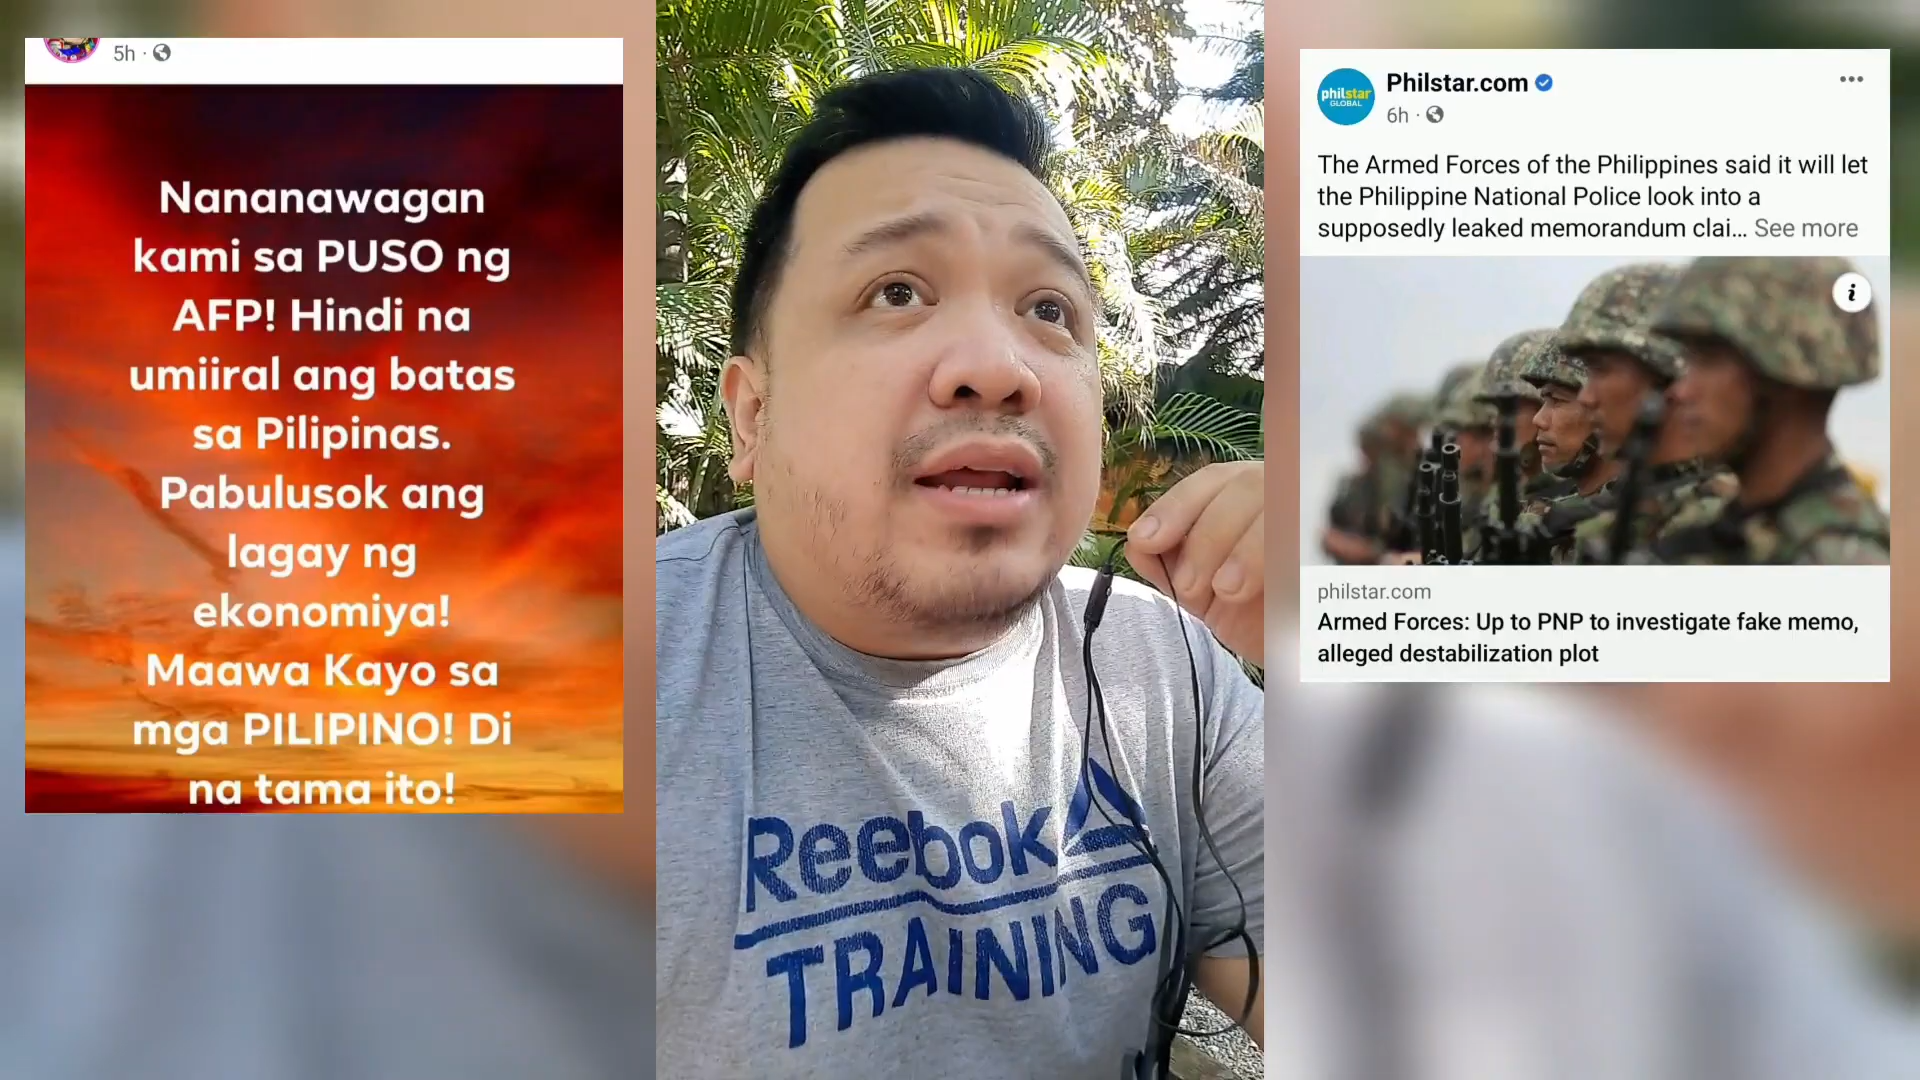 5h ·
Nananawagan
kami sa PUSO ng
AFP! Hindi na
umiiral ang batas
sa Pilipinas.
Pabulusok ang
lagay ng
ekonomiya!
Maawa Kayo sa
mga PILIPINO! Di
na tama ito!
Reebok
TRAINING
philstar
GLOBAL
Philstar.com
6h ·
The Armed Forces of the Philippines said it will let
the Philippine National Police look into a
supposedly leaked memorandum clai... See more
i
philstar.com
Armed Forces: Up to PNP to investigate fake memo,
alleged destabilization plot